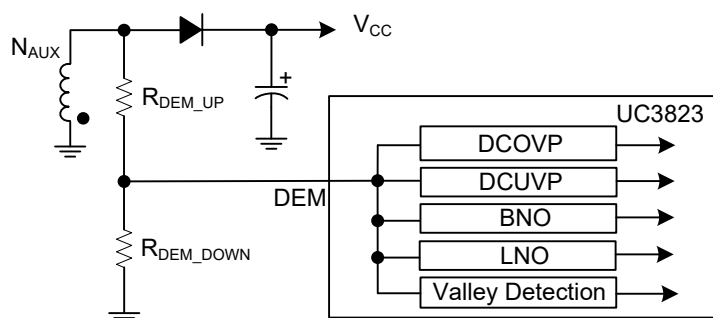 V_CC
N_AUX
R_DEM_UP
+
UC3823
DCOVP
DCUVP
DEM
BNO
R_DEM_DOWN
LNO
Valley Detection